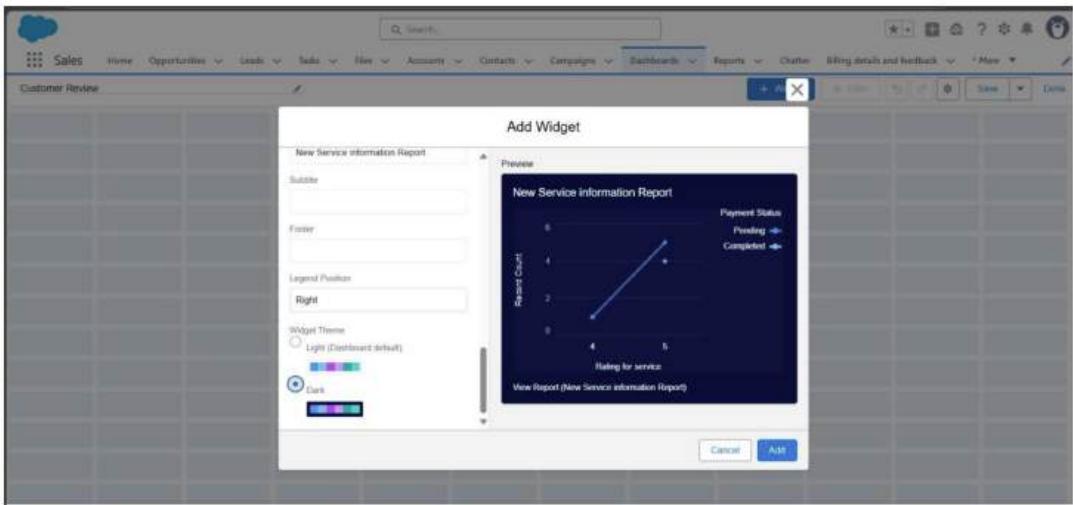 Search...
Sales Home Opportunities Leads Tasks Files Accounts Contacts Campaigns Dashboards Reports Chatter Billing details and feedback * More
Customer Review
Save Done
Add Widget
New Service information Report
Subtitle
Footer
Legend Position
Right
Widget Theme
Light (Dashboard default)
Dark
Preview
New Service information Report
Payment Status
Pending
Completed
Record Count
6
4
2
0
4 5
Rating for service
View Report (New Service information Report)
Cancel Add